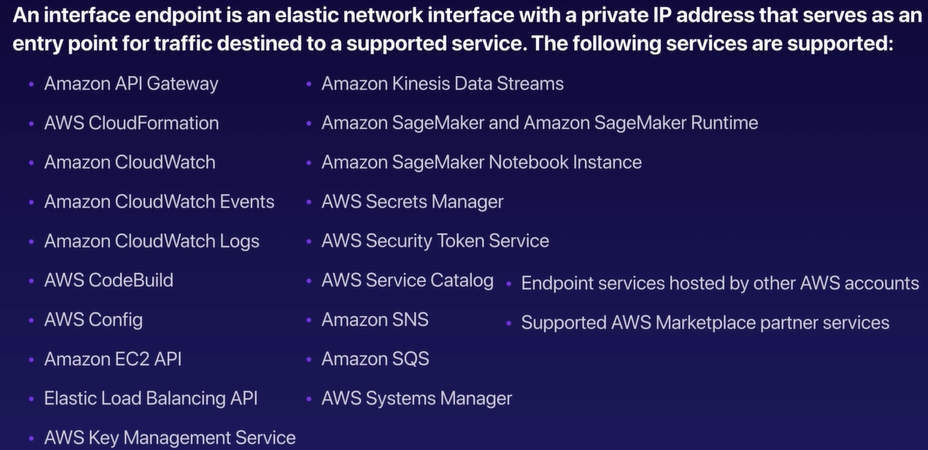 An interface endpoint is an elastic network interface with a private IP address that serves as an
entry point for traffic destined to a supported service. The following services are supported:
• Amazon API Gateway
• AWS CloudFormation
• Amazon CloudWatch
• Amazon CloudWatch Events
• Amazon CloudWatch Logs
• AWS CodeBuild
• AWS Config
• Amazon EC2 API
• Elastic Load Balancing API
• AWS Key Management Service
• Amazon Kinesis Data Streams
• Amazon SageMaker and Amazon SageMaker Runtime
• Amazon SageMaker Notebook Instance
• AWS Secrets Manager
• AWS Security Token Service
• AWS Service Catalog
• Amazon SNS
• Amazon SQS
• AWS Systems Manager
• Endpoint services hosted by other AWS accounts
• Supported AWS Marketplace partner services